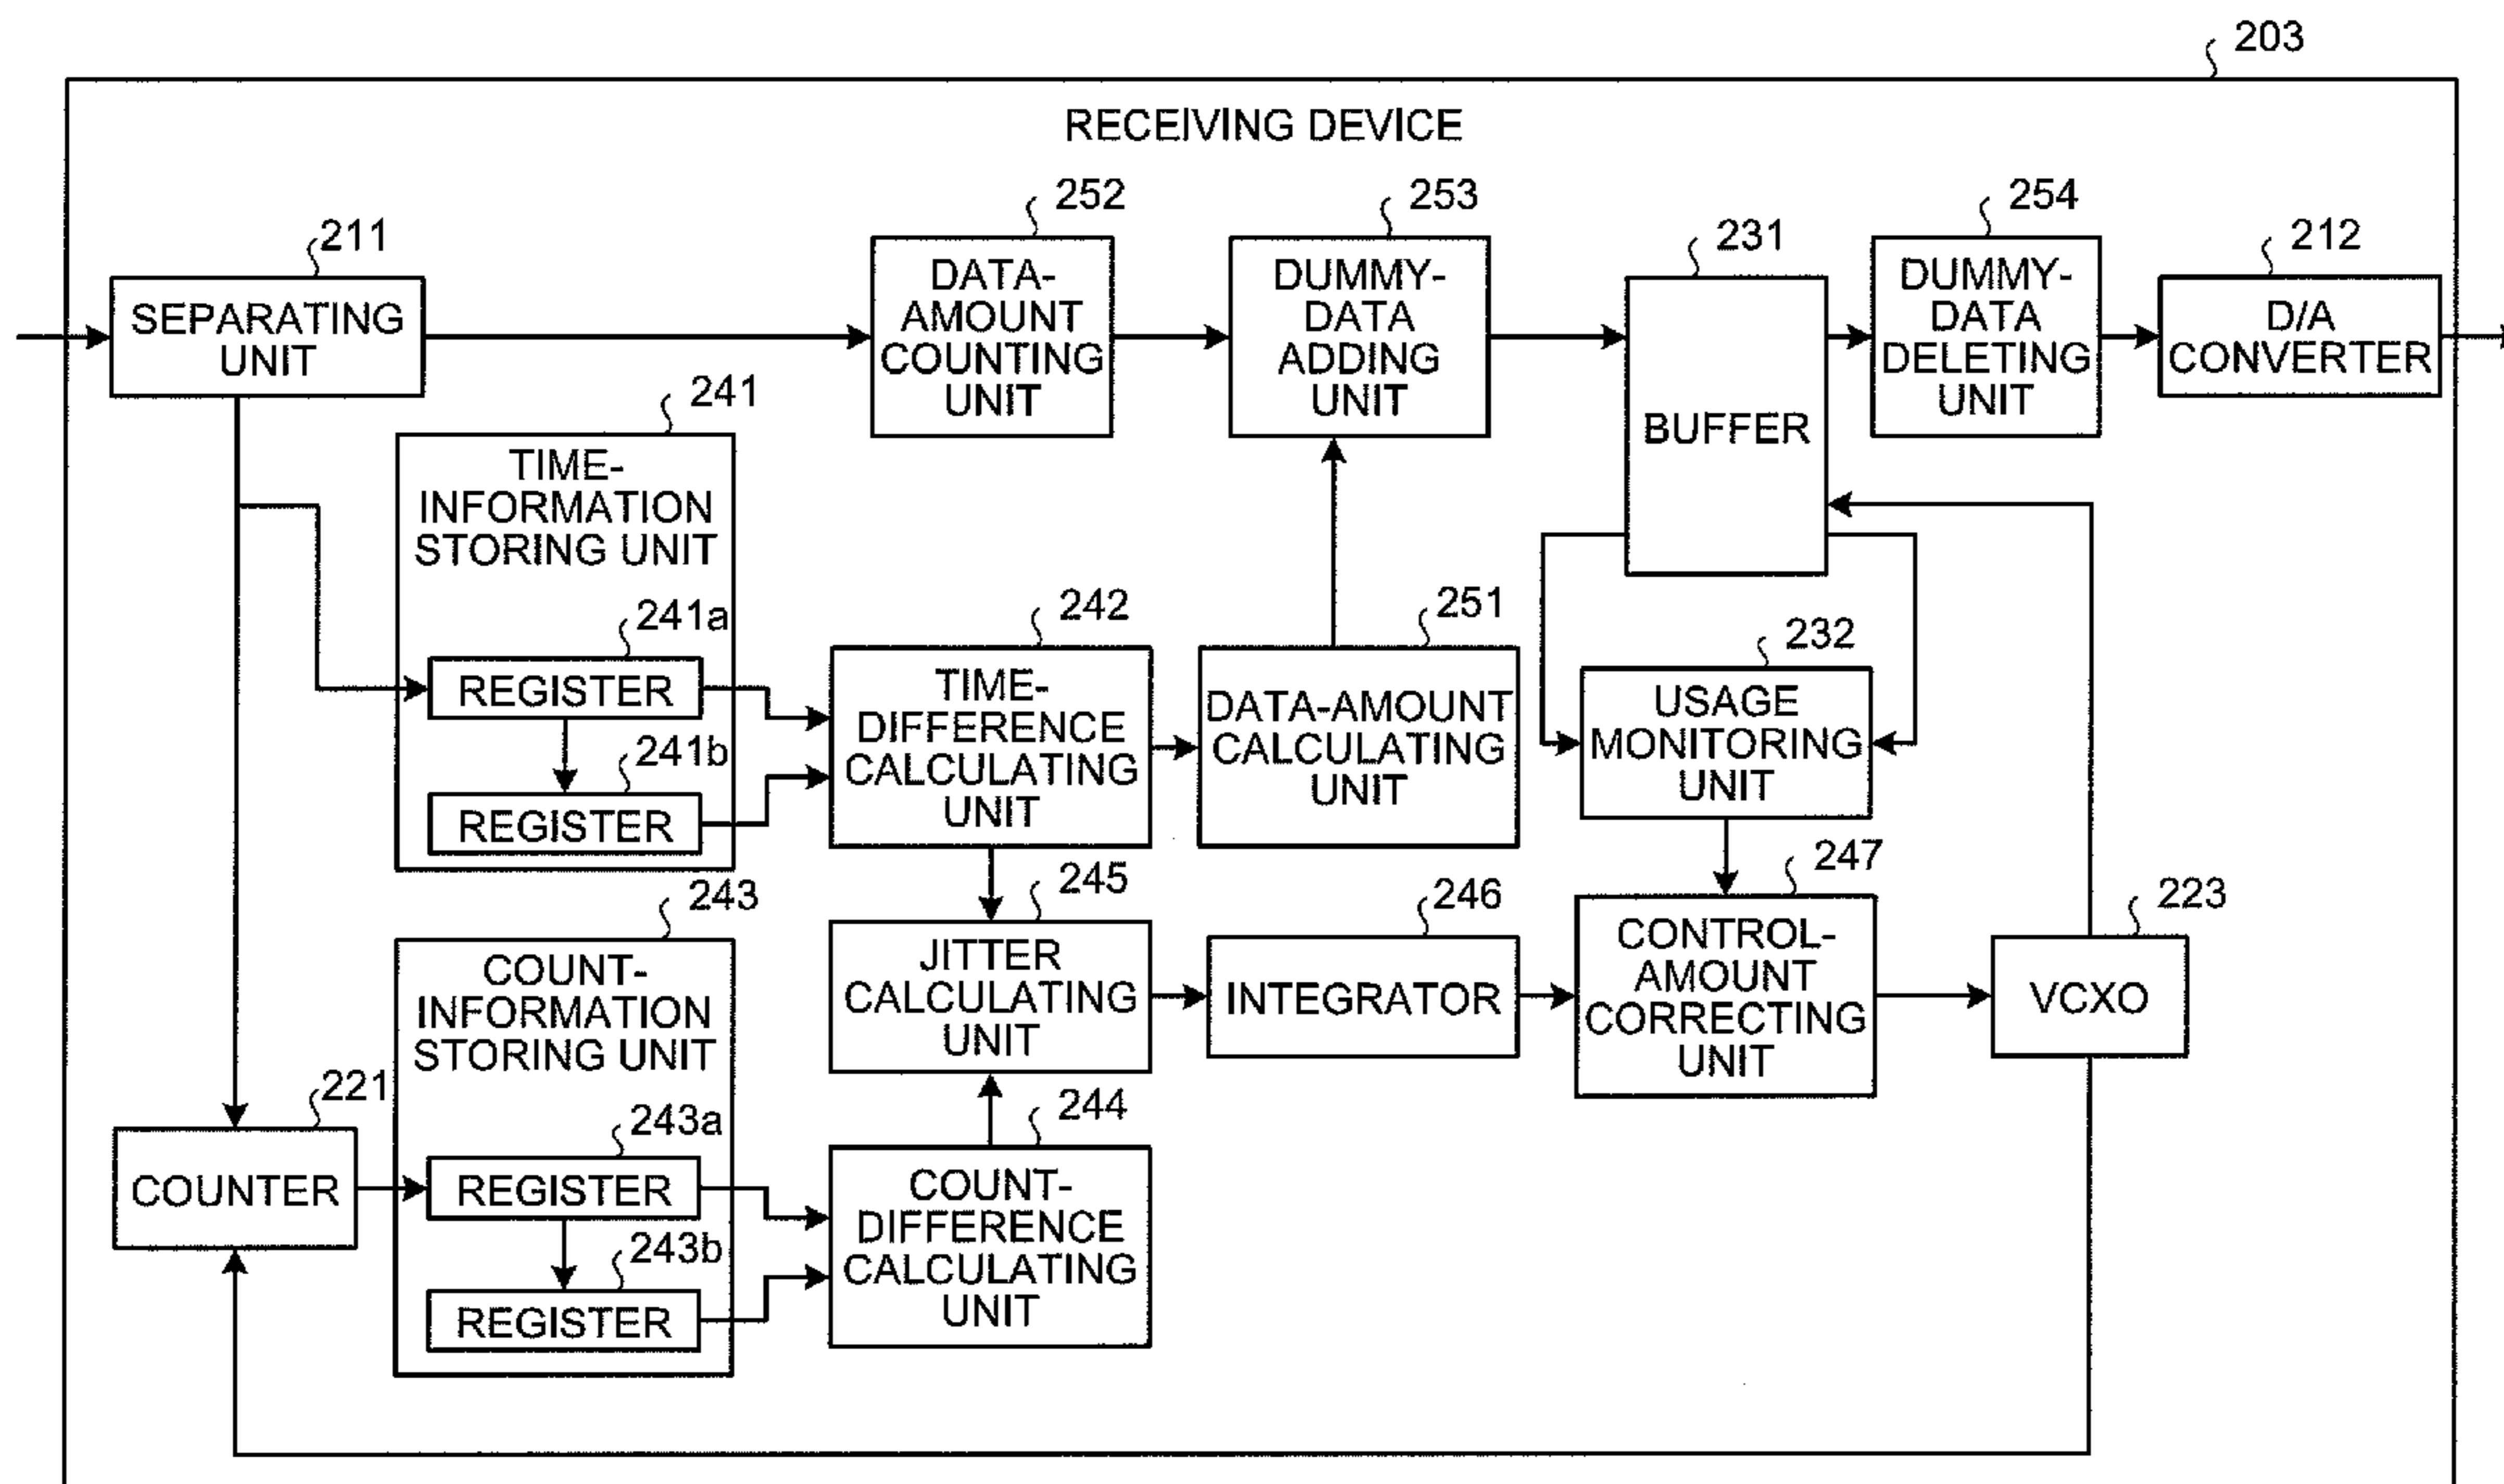 203
RECEIVING DEVICE
211
SEPARATING
UNIT
252
DATA-
AMOUNT
COUNTING
UNIT
253
DUMMY-
DATA
ADDING
UNIT
231
BUFFER
254
DUMMY-
DATA
DELETING
UNIT
212
D/A
CONVERTER
241
TIME-
INFORMATION
STORING UNIT
241a
REGISTER
241b
REGISTER
242
TIME-
DIFFERENCE
CALCULATING
UNIT
251
DATA-AMOUNT
CALCULATING
UNIT
232
USAGE
MONITORING
UNIT
243
COUNT-
INFORMATION
STORING UNIT
243a
REGISTER
243b
REGISTER
245
JITTER
CALCULATING
UNIT
246
INTEGRATOR
247
CONTROL-
AMOUNT
CORRECTING
UNIT
223
VCXO
221
COUNTER
244
COUNT-
DIFFERENCE
CALCULATING
UNIT